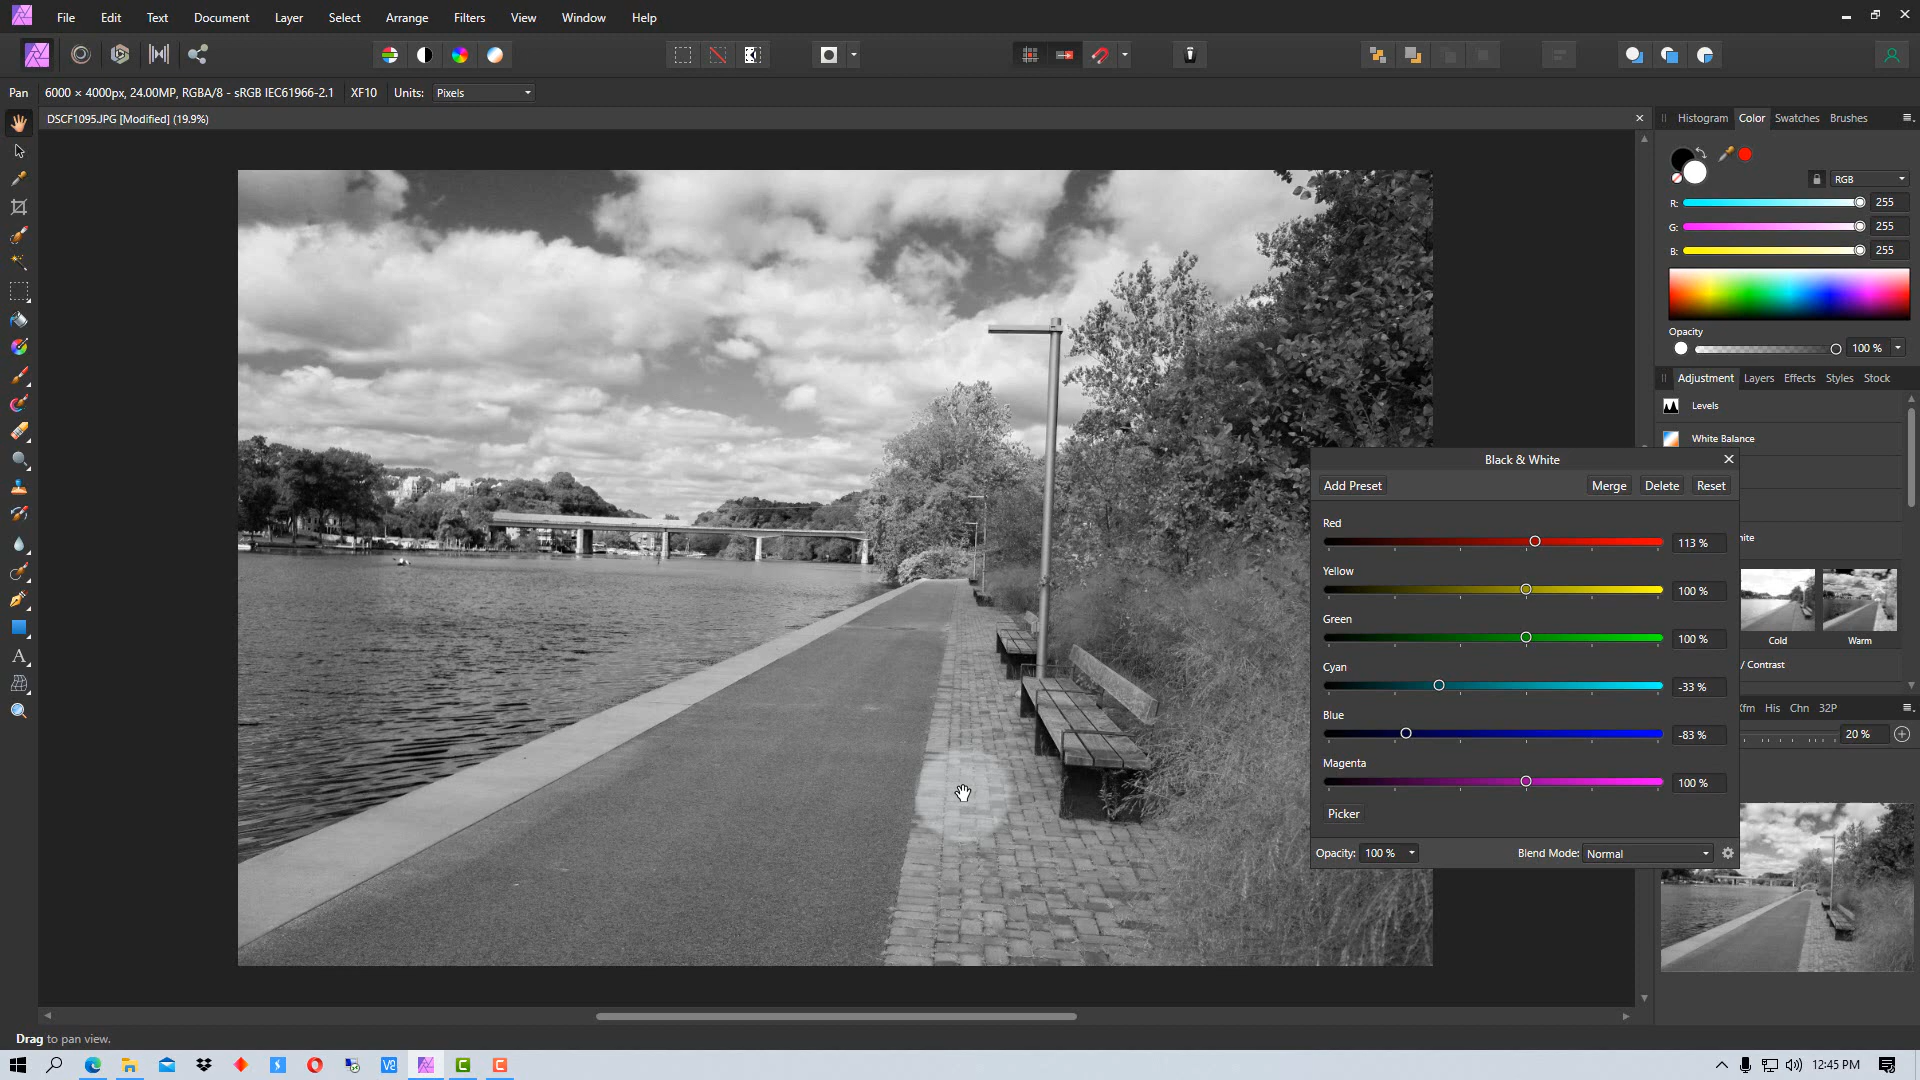 File Edit Text Document Layer Select Arrange Filters View Window Help
Pan 6000 × 4000px, 24.00MP, RGBA/8 - sRGB IEC61966-2.1 XF10 Units: Pixels
DSCF1095.JPG [Modified] (19.9%)
Histogram Color Swatches Brushes
RGB
R: 255
G: 255
B: 255
Opacity
100 %
Adjustment Layers Effects Styles Stock
Levels
White Balance
Black & White
Add Preset Merge Delete Reset
Red
113 %
Yellow
100 %
Green
100 %
Cyan
-33 %
Blue
-83 %
Magenta
100 %
Picker
Opacity: 100 % Blend Mode: Normal
ite
Cold Warm
/ Contrast
Xfm His Chn 32P
20 %
Drag to pan view.
12:45 PM